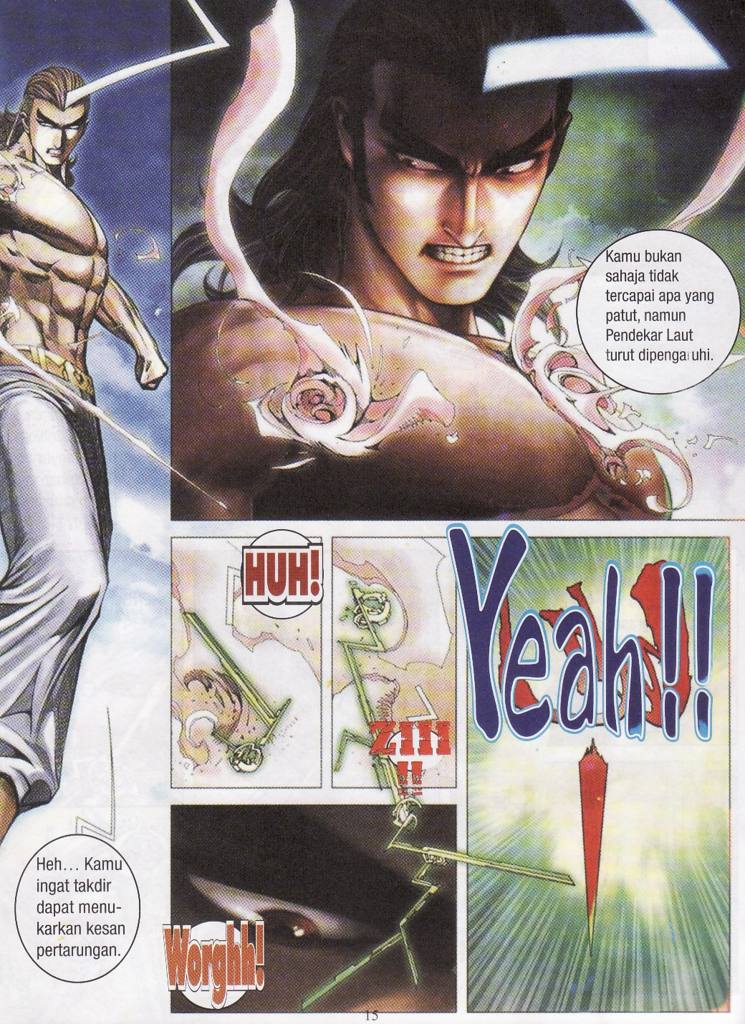 Kamu bukan
sahaja tidak
tercapai apa yang
patut, namun
Pendekar Laut
turut dipengaruhi.
HUH!
ZIII
!!
Yeah!!
Worghh!
Heh... Kamu
ingat takdir
dapat menu-
karkan kesan
pertarungan.
15